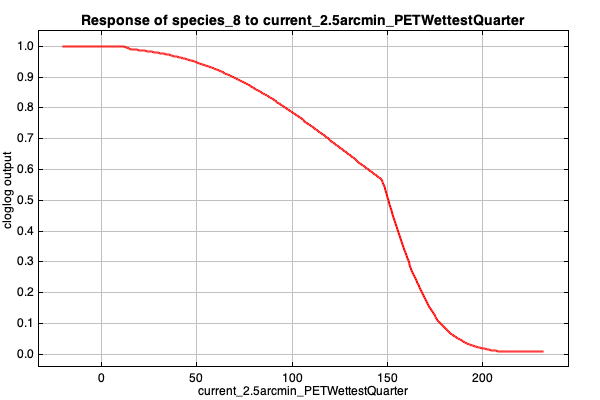 Response of species_8 to current_2.5arcmin_PETWettestQuarter
1.0
0.9
0.8
0.7
0.6
0.5
0.4
0.3
0.2
0.1
0.0
cloglog output
0 50 100 150 200
current_2.5arcmin_PETWettestQuarter